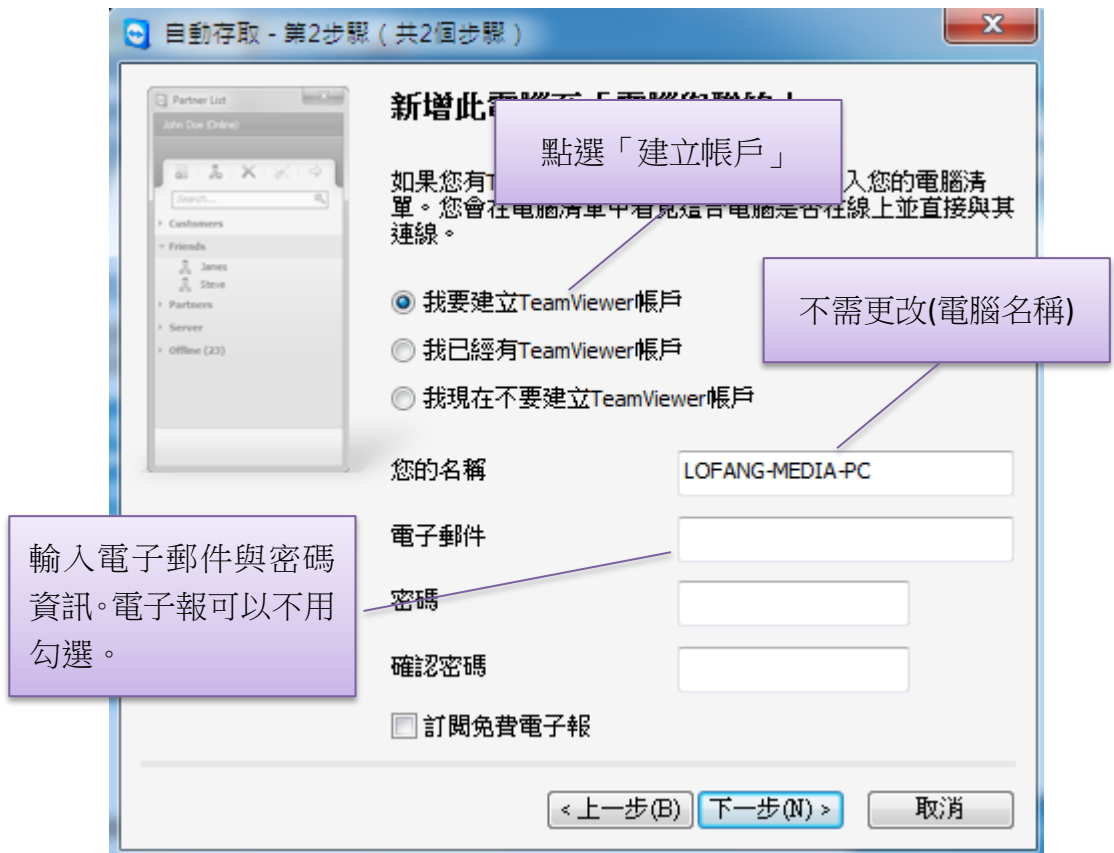 自動存取 - 第2步驟（共2個步驟）
Partner List
John Doe (Online)
Search...
Customers
Friends
James
Steve
Partners
Server
Offline (23)
新增此
點選「建立帳戶」
如果您有 入您的電腦清
單。您會在電腦清單中看見這台電腦是否在線上並直接與其
連線。
我要建立TeamViewer帳戶
不需更改(電腦名稱)
我已經有TeamViewer帳戶
我現在不要建立TeamViewer帳戶
您的名稱 LOFANG-MEDIA-PC
電子郵件
輸入電子郵件與密碼
資訊。電子報可以不用
勾選。
密碼
確認密碼
訂閱免費電子報
<上一步(B) 下一步(N) > 取消